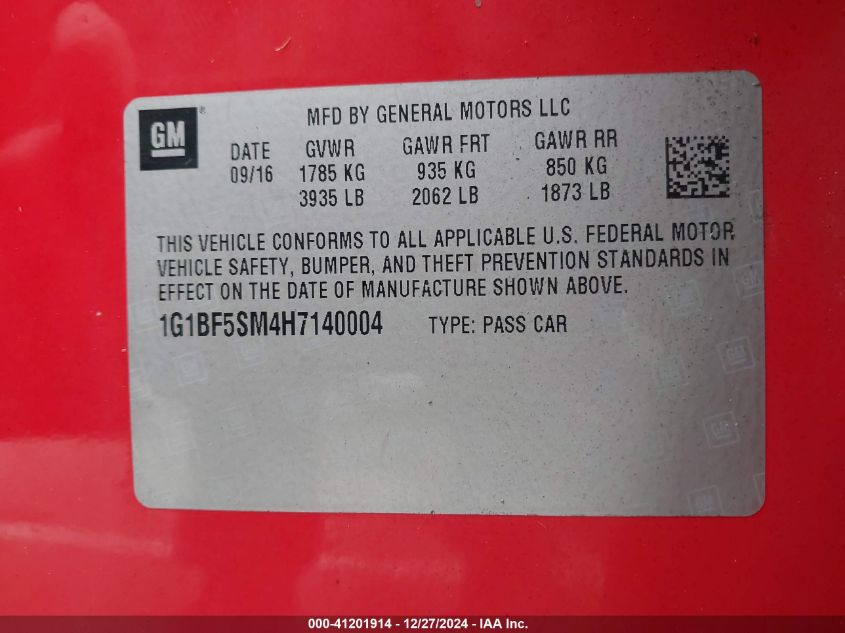 GM®
MFD BY GENERAL MOTORS LLC
DATE GVWR GAWR FRT GAWR RR
09/16 1785 KG 935 KG 850 KG
3935 LB 2062 LB 1873 LB
THIS VEHICLE CONFORMS TO ALL APPLICABLE U.S. FEDERAL MOTOR
VEHICLE SAFETY, BUMPER, AND THEFT PREVENTION STANDARDS IN
EFFECT ON THE DATE OF MANUFACTURE SHOWN ABOVE.
1G1BF5SM4H7140004 TYPE: PASS CAR
000-41201914 - 12/27/2024 - IAA Inc.